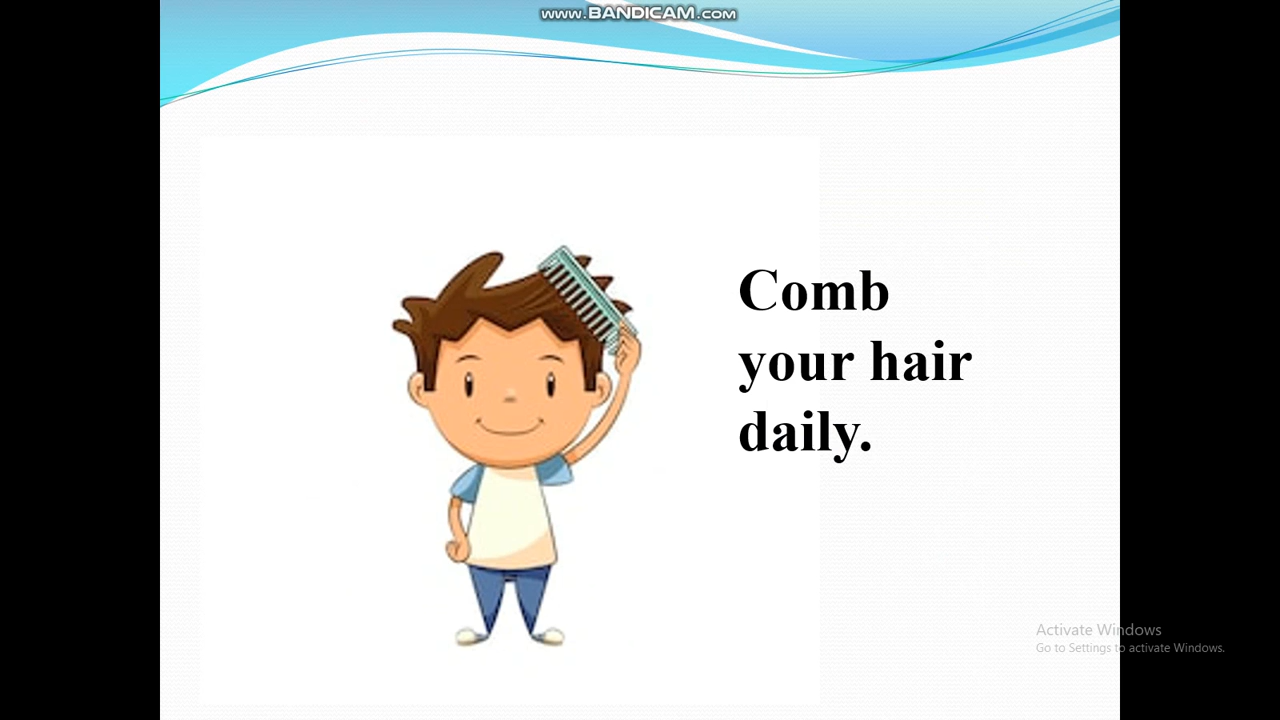 www.BANDICAM.com
Comb
your hair
daily.
Activate Windows
Go to Settings to activate Windows.